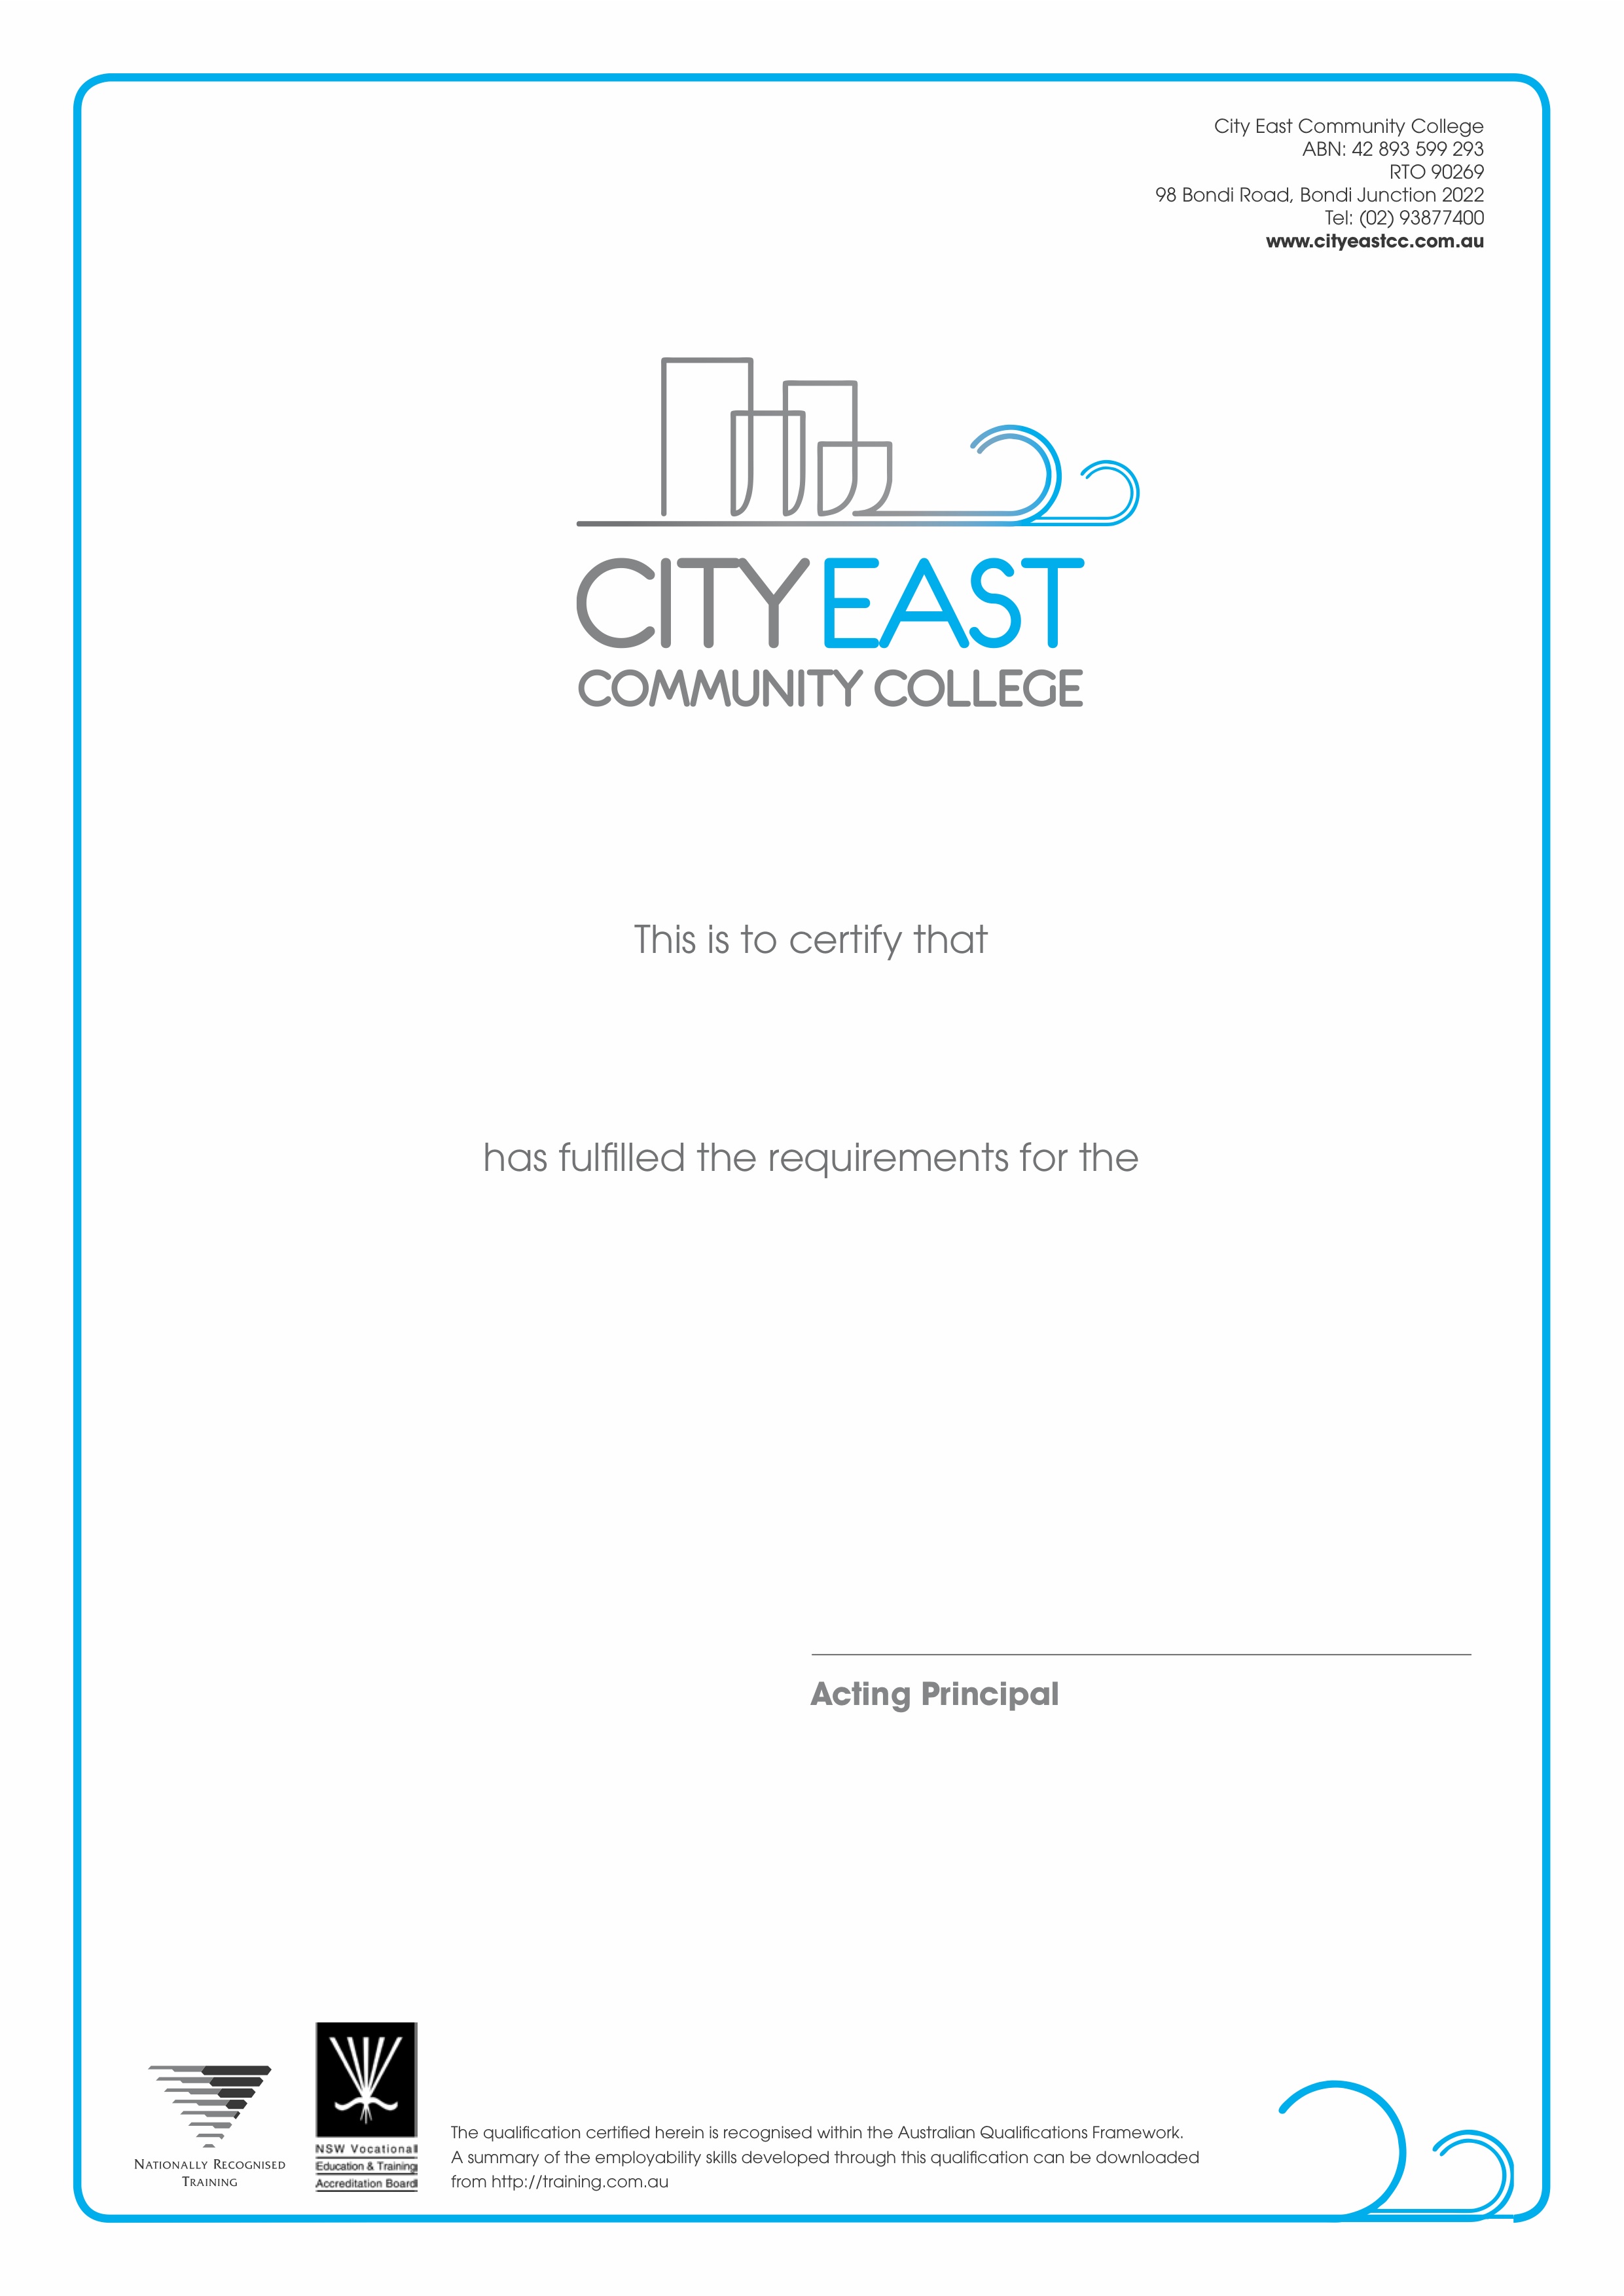 City East Community College
ABN: 42 893 599 293
RTO 90269
98 Bondi Road, Bondi Junction 2022
Tel: (02) 93877400
www.cityeastcc.com.au
CITYEAST
COMMUNITY COLLEGE
This is to certify that
has fulfilled the requirements for the
Acting Principal
NATIONALLY RECOGNISED
TRAINING
NSW Vocational
Education & Training
Accreditation Board
The qualification certified herein is recognised within the Australian Qualifications Framework.
A summary of the employability skills developed through this qualification can be downloaded
from http://training.com.au